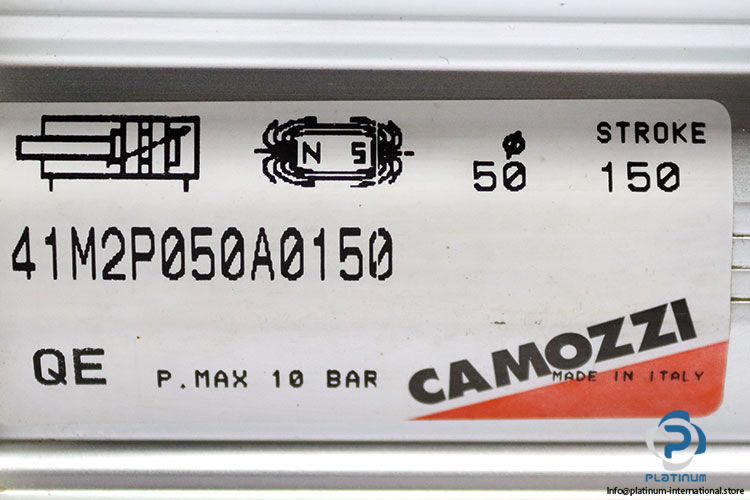 N S
Ø STROKE
50 150
41M2P050A0150
QE P.MAX 10 BAR
CAMOZZI
MADE IN ITALY
P
PLATINUM
Info@platinum-international.store